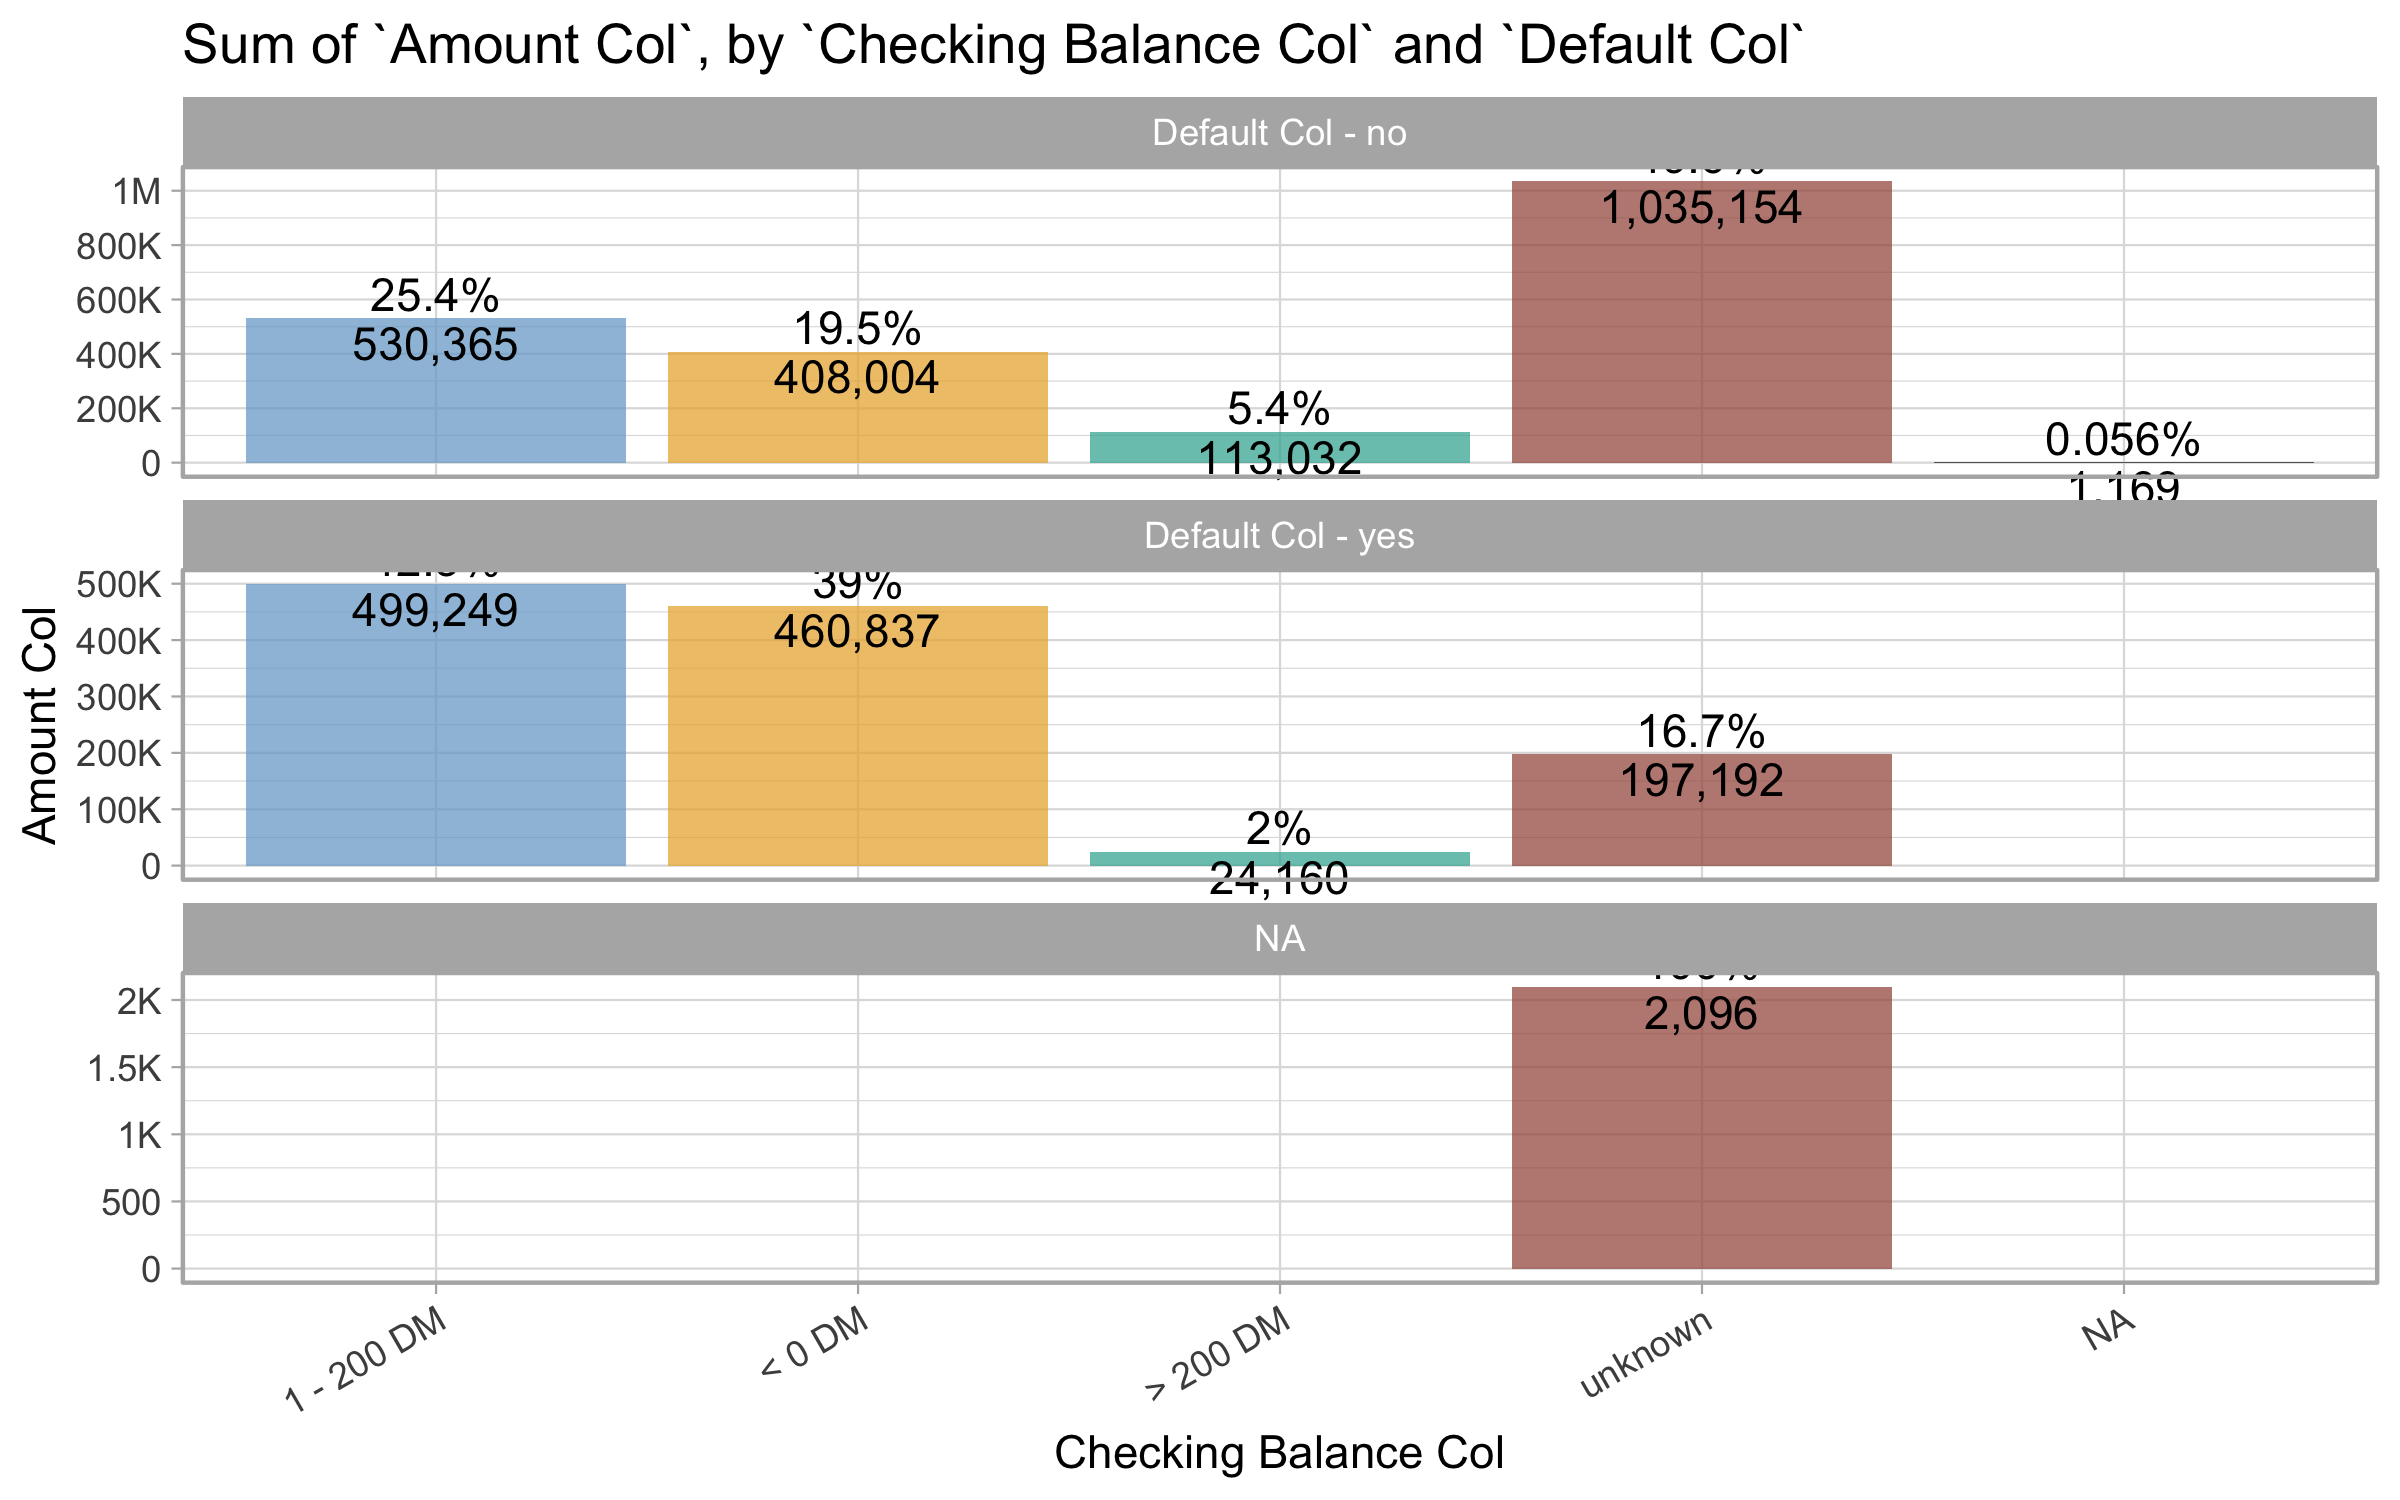 Sum of `Amount Col`, by `Checking Balance Col` and `Default Col`
Default Col - no
1M
800K
600K
400K
200K
0
25.4%
530,365
19.5%
408,004
5.4%
113,032
1,035,154
0.056%
1,169
Default Col - yes
500K
400K
300K
200K
100K
0
499,249
39%
460,837
2%
24,160
16.7%
197,192
NA
2K
1.5K
1K
500
0
2,096
Amount Col
1 - 200 DM
< 0 DM
> 200 DM
unknown
NA
Checking Balance Col